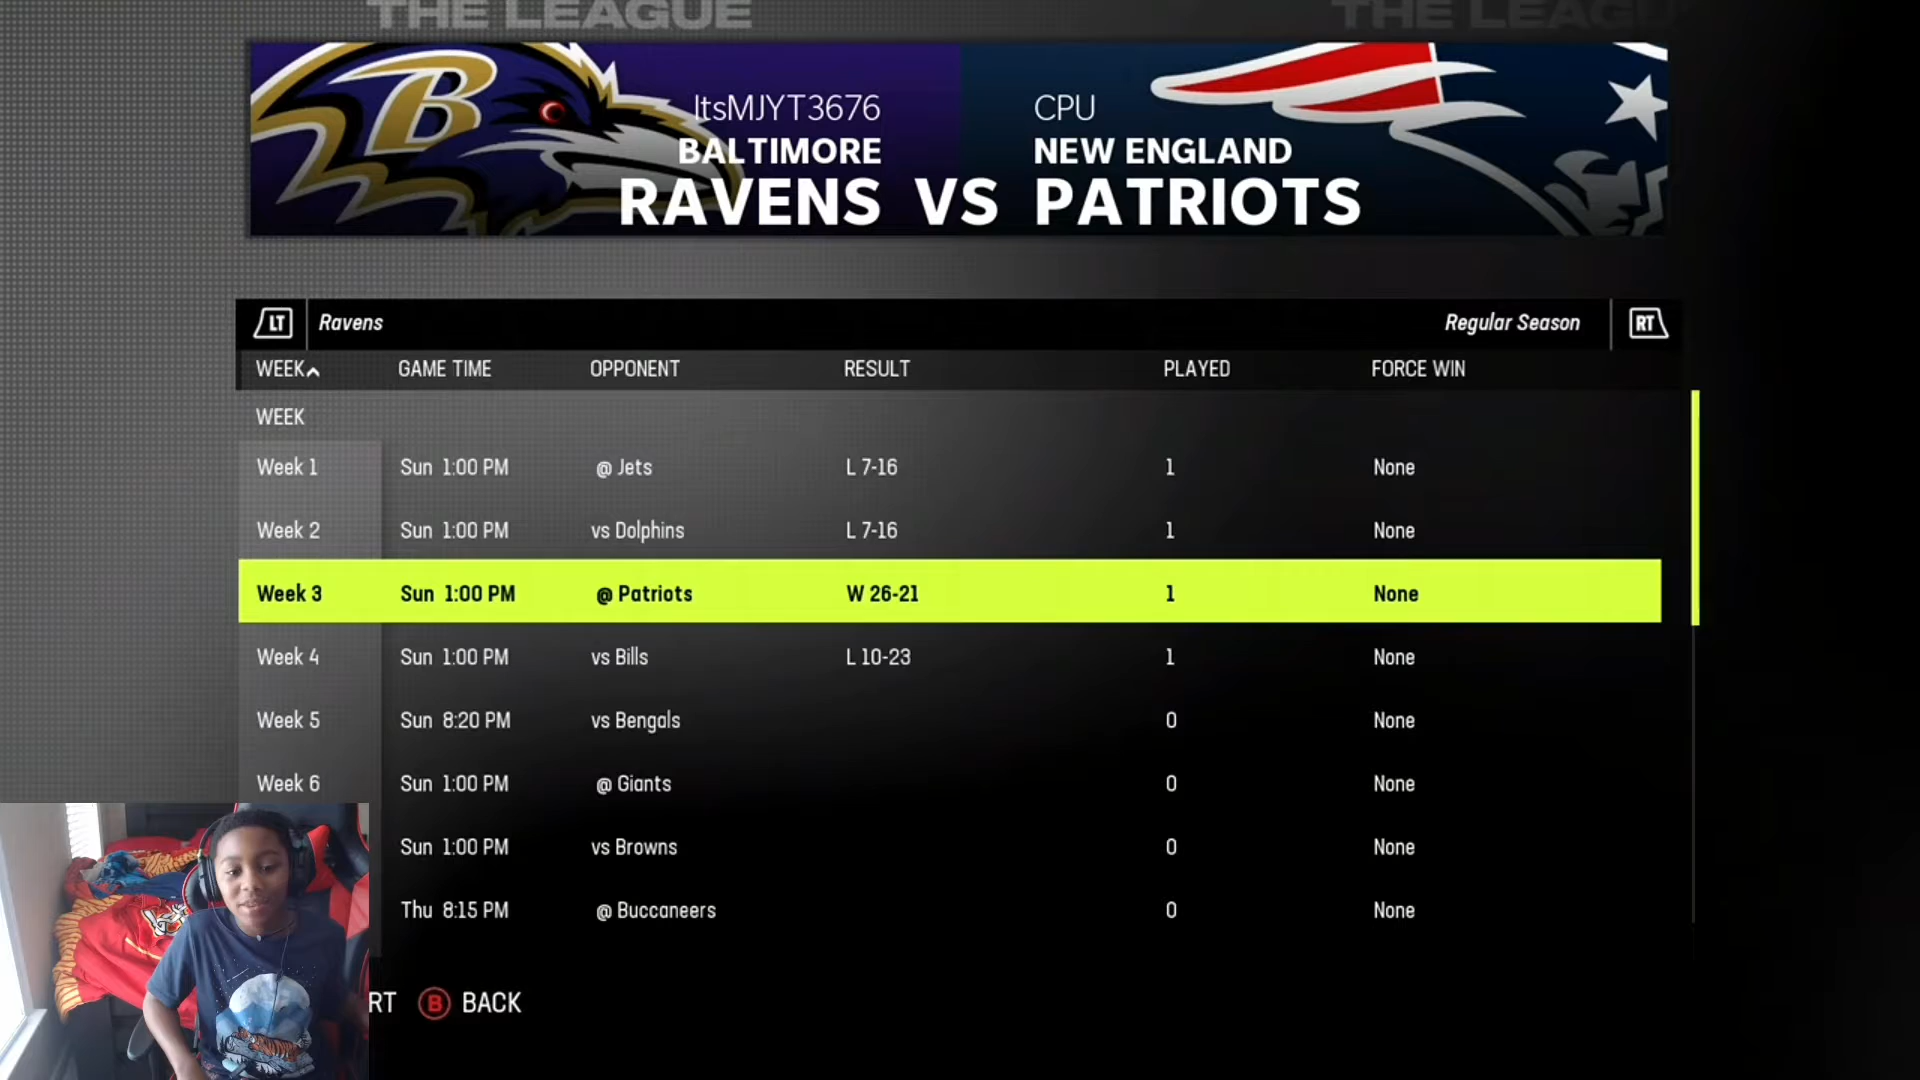 THE LEAGUE THE LEAGU
B
ItsMJYT3676 CPU
BALTIMORE NEW ENGLAND
RAVENS VS PATRIOTS
LT Ravens Regular Season RT
WEEK GAME TIME OPPONENT RESULT PLAYED FORCE WIN
WEEK
Week 1 Sun 1:00 PM @ Jets L 7-16 1 None
Week 2 Sun 1:00 PM vs Dolphins L 7-16 1 None
Week 3 Sun 1:00 PM @ Patriots W 26-21 1 None
Week 4 Sun 1:00 PM vs Bills L 10-23 1 None
Week 5 Sun 8:20 PM vs Bengals 0 None
Week 6 Sun 1:00 PM @ Giants 0 None
Sun 1:00 PM vs Browns 0 None
Thu 8:15 PM @ Buccaneers 0 None
RT B BACK